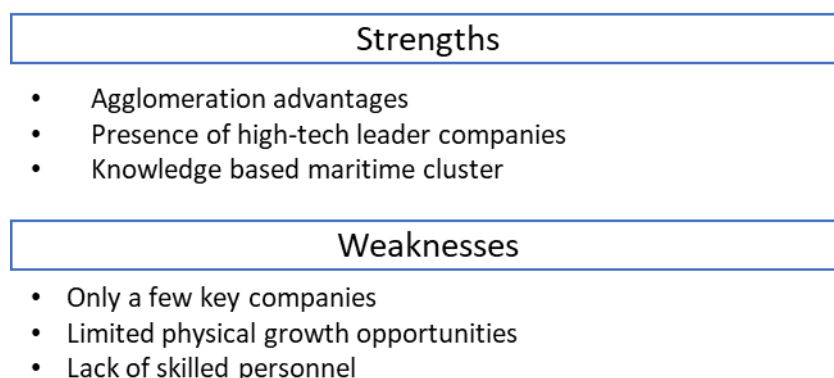 Strengths
• Agglomeration advantages
• Presence of high-tech leader companies
• Knowledge based maritime cluster
Weaknesses
• Only a few key companies
• Limited physical growth opportunities
• Lack of skilled personnel